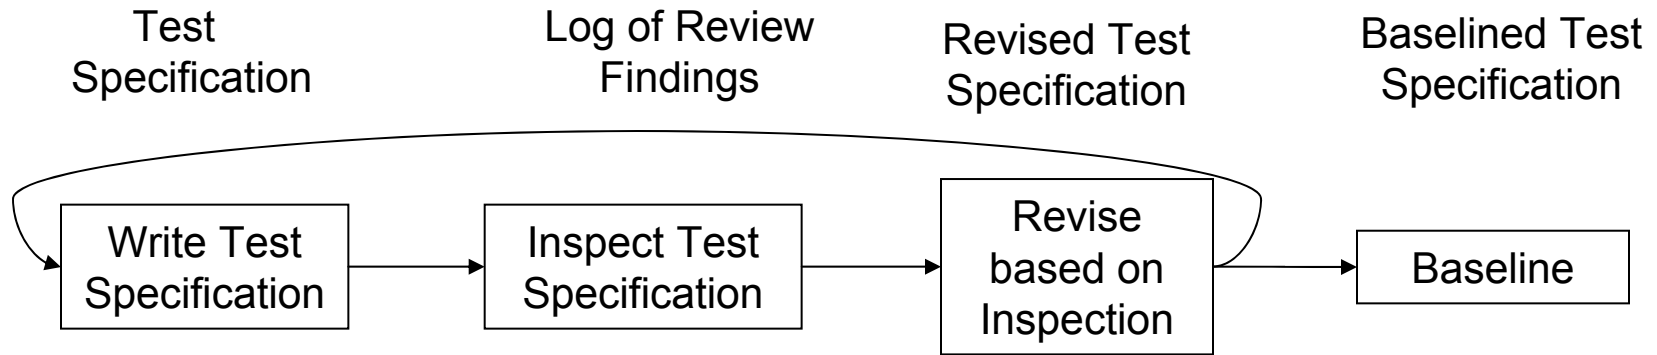 Test
Specification
Log of Review
Findings
Revised Test
Specification
Baselined Test
Specification
Write Test
Specification
Inspect Test
Specification
Revise
based on
Inspection
Baseline